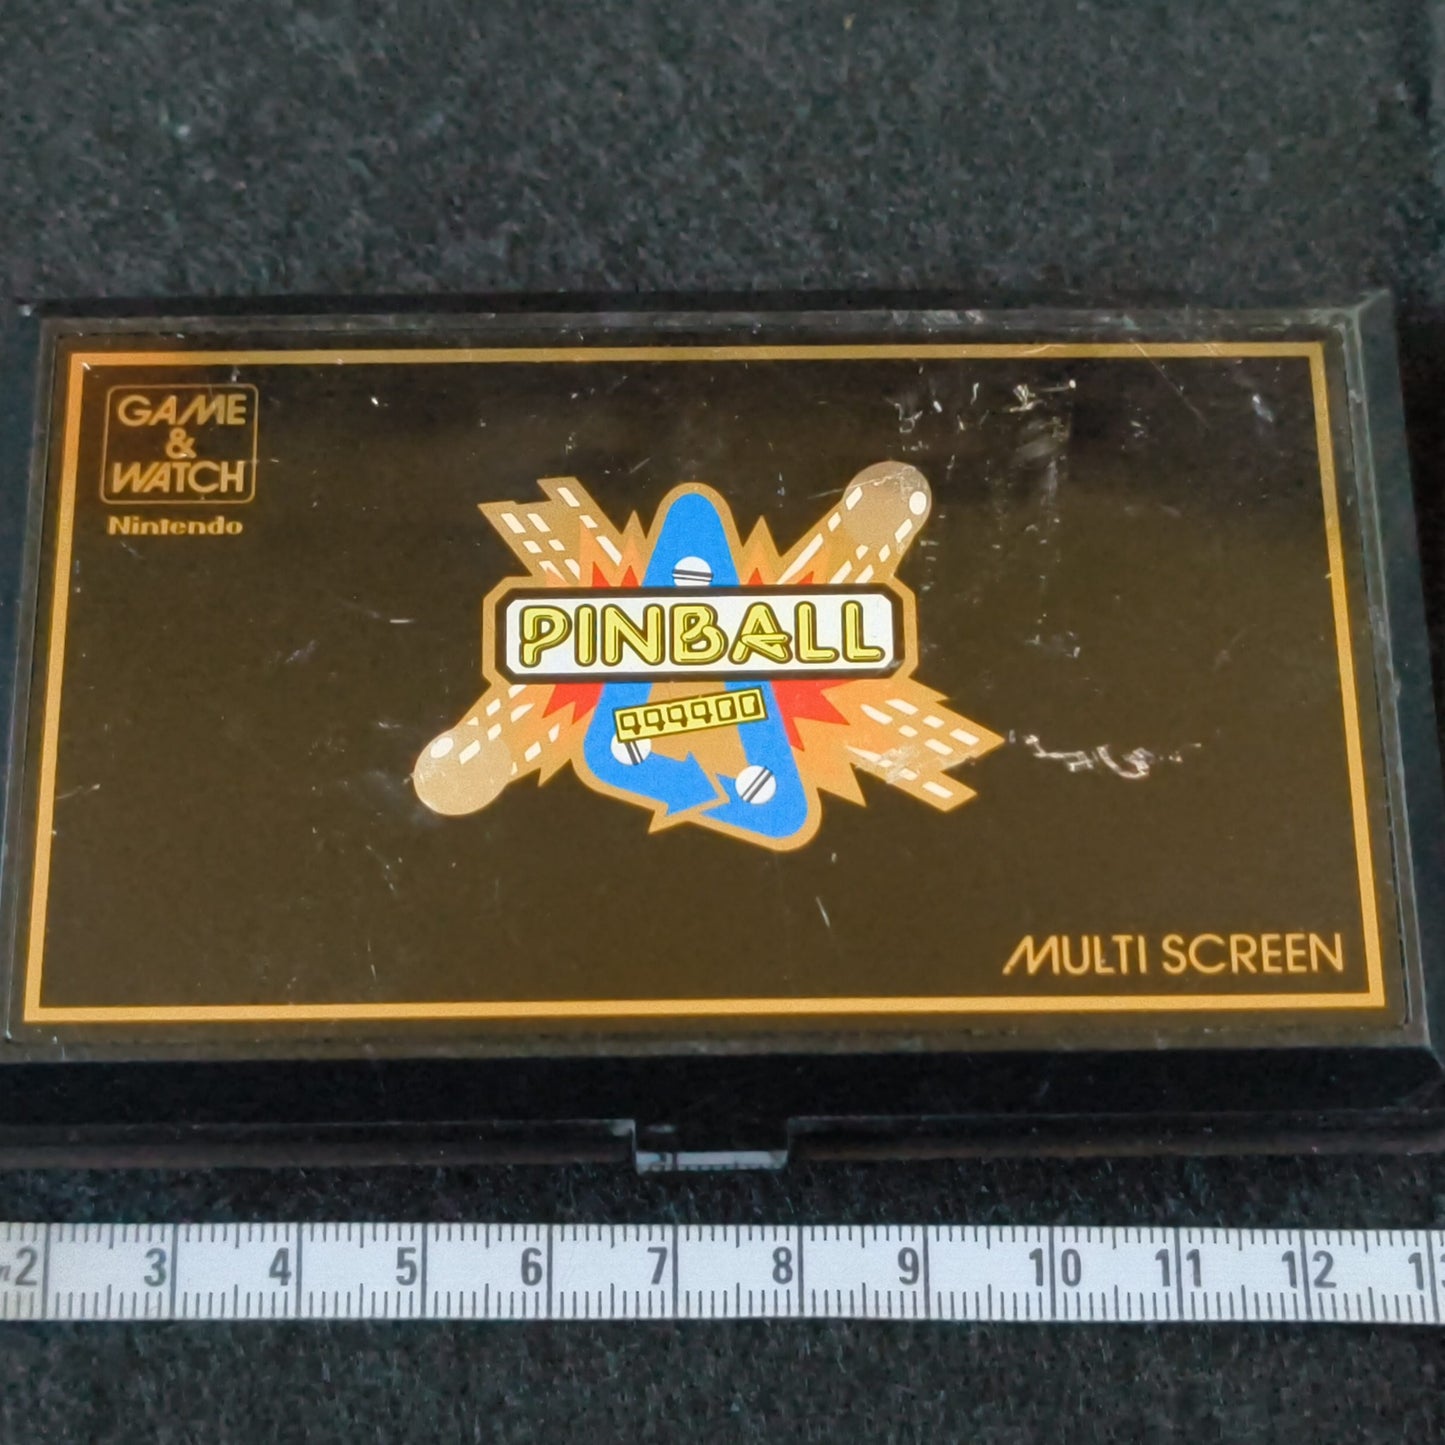 GAME
&
WATCH
Nintendo
PINBALL
999900
MULTI SCREEN
2 3 4 5 6 7 8 9 10 11 12